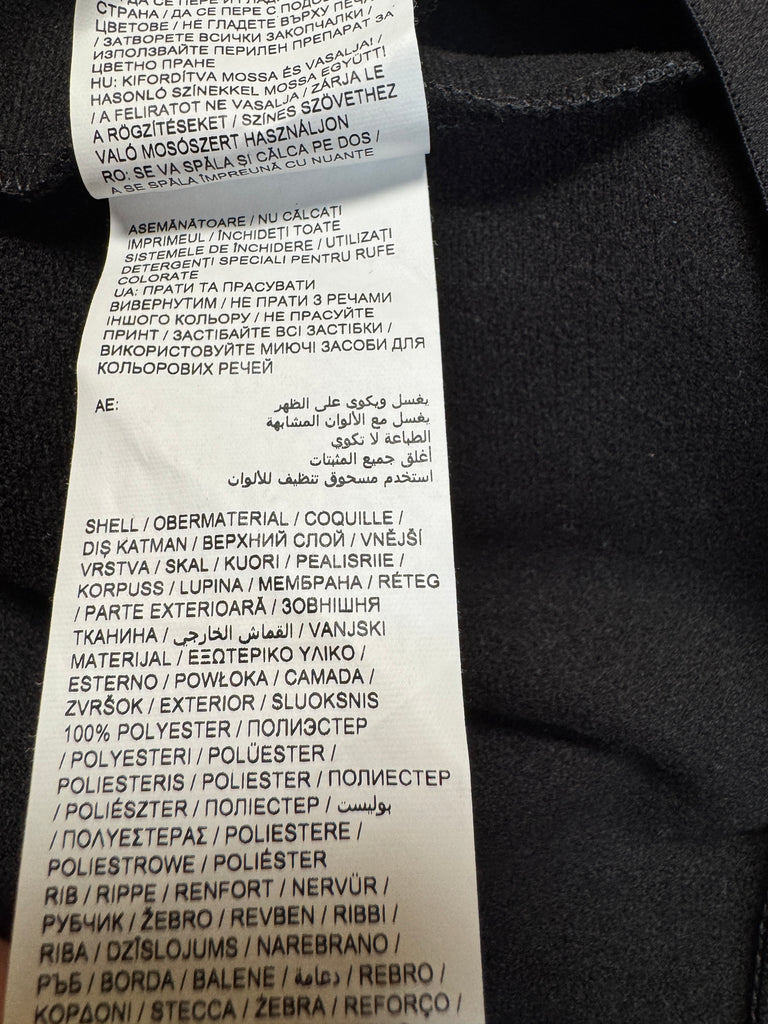 СТРАНА / ДА СЕ ПЕРЕ С ПОДОБНИ
ЦВЕТОВЕ / НЕ ГЛАДЕТЕ ВЪРХУ ПЕЧАТА
/ ЗАТВОРЕТЕ ВСИЧКИ ЗАКОПЧАЛКИ /
ИЗПОЛЗВАЙТЕ ПЕРИЛЕН ПРЕПАРАТ ЗА
ЦВЕТНО ПРАНЕ
HU: KIFORDÍTVA MOSSA ÉS VASALJA! /
HASONLÓ SZÍNEKKEL MOSSA EGYÜTT!
/ A FELIRATOT NE VASALJA / ZÁRJA LE
A RÖGZÍTÉSEKET / SZÍNES SZÖVETHEZ
VALÓ MOSÓSZERT HASZNÁLJON
RO: SE VA SPĂLA ȘI CĂLCA PE DOS /
A SE SPĂLA ÎMPREUNĂ CU NUANȚE
ASEMĂNĂTOARE / NU CĂLCAȚI
IMPRIMEUL / ÎNCHIDEȚI TOATE
SISTEMELE DE ÎNCHIDERE / UTILIZAȚI
DETERGENȚI SPECIALI PENTRU RUFE
COLORATE
UA: ПРАТИ ТА ПРАСУВАТИ
ВИВЕРНУТИМ / НЕ ПРАТИ З РЕЧАМИ
ІНШОГО КОЛЬОРУ / НЕ ПРАСУЙТЕ
ПРИНТ / ЗАСТІБАЙТЕ ВСІ ЗАСТІБКИ /
ВИКОРИСТОВУЙТЕ МИЮЧІ ЗАСОБИ ДЛЯ
КОЛЬОРОВИХ РЕЧЕЙ
AE: يغسل ويكوى على الظهر
يغسل مع الألوان المشابهة
الطباعة لا تكوي
أغلق جميع المثبتات
استخدم مسحوق تنظيف للألوان
SHELL / OBERMATERIAL / COQUILLE /
DIŞ KATMAN / ВЕРХНИЙ СЛОЙ / VNĚJŠÍ
VRSTVA / SKAL / KUORI / PEALISRIIE /
KORPUSS / LUPINA / МЕМБРАНА / RÉTEG
/ PARTE EXTERIOARĂ / ЗОВНІШНЯ
ТКАНИНА / القماش الخارجي / VANJSKI
MATERIJAL / ΕΞΩΤΕΡΙΚΟ ΥΛΙΚΟ /
ESTERNO / POWŁOKA / CAMADA /
ZVRŠOK / EXTERIOR / SLUOKSNIS
100% POLYESTER / ПОЛИЭСТЕР
/ POLYESTERI / POLÜESTER /
POLIESTERIS / POLIESTER / ПОЛИЕСТЕР
/ POLIÉSZTER / ПОЛІЕСТЕР / بوليست
/ ΠΟΛΥΕΣΤΕΡΑΣ / POLIESTERE /
POLIESTROWE / POLIÉSTER
RIB / RIPPE / RENFORT / NERVÜR /
РУБЧИК / ŽEBRO / REVBEN / RIBBI /
RIBA / DZĪSLOJUMS / NAREBRANO /
РЪБ / BORDA / BALENE / دعامة / REBRO /
ΚΟΡΔΟΝΙ / STECCA / ŻEBRA / REFORÇO /